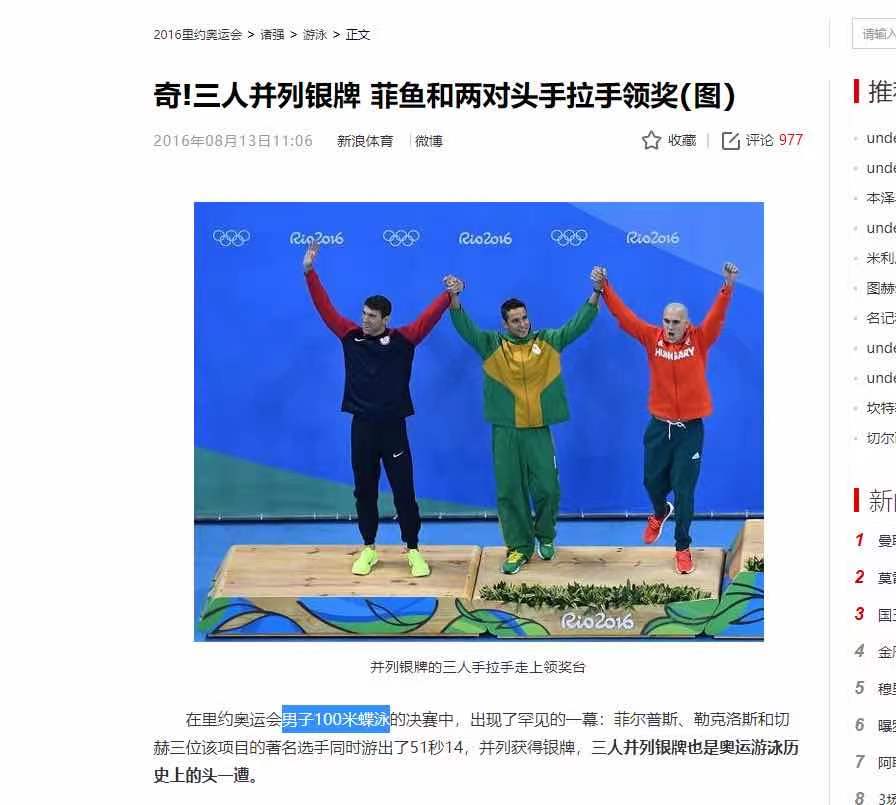 2016里约奥运会 > 诸强 > 游泳 > 正文
请输入
奇!三人并列银牌 菲鱼和两对头手拉手领奖(图)
2016年08月13日11:06 新浪体育 微博 收藏 评论 977
推
unde
unde
本泽
unde
米利
图赫
名记
unde
unde
坎特
切尔
Rio2016 Rio2016 Rio2016
HUNGARY
Rio2016
并列银牌的三人手拉手走上领奖台
在里约奥运会男子100米蝶泳的决赛中，出现了罕见的一幕：菲尔普斯、勒克洛斯和切
赫三位该项目的著名选手同时游出了51秒14，并列获得银牌，三人并列银牌也是奥运游泳历
史上的头一遭。
新
1 曼
2 莫
3 国
4 金
5 穆
6 曝
7 阿
8 3